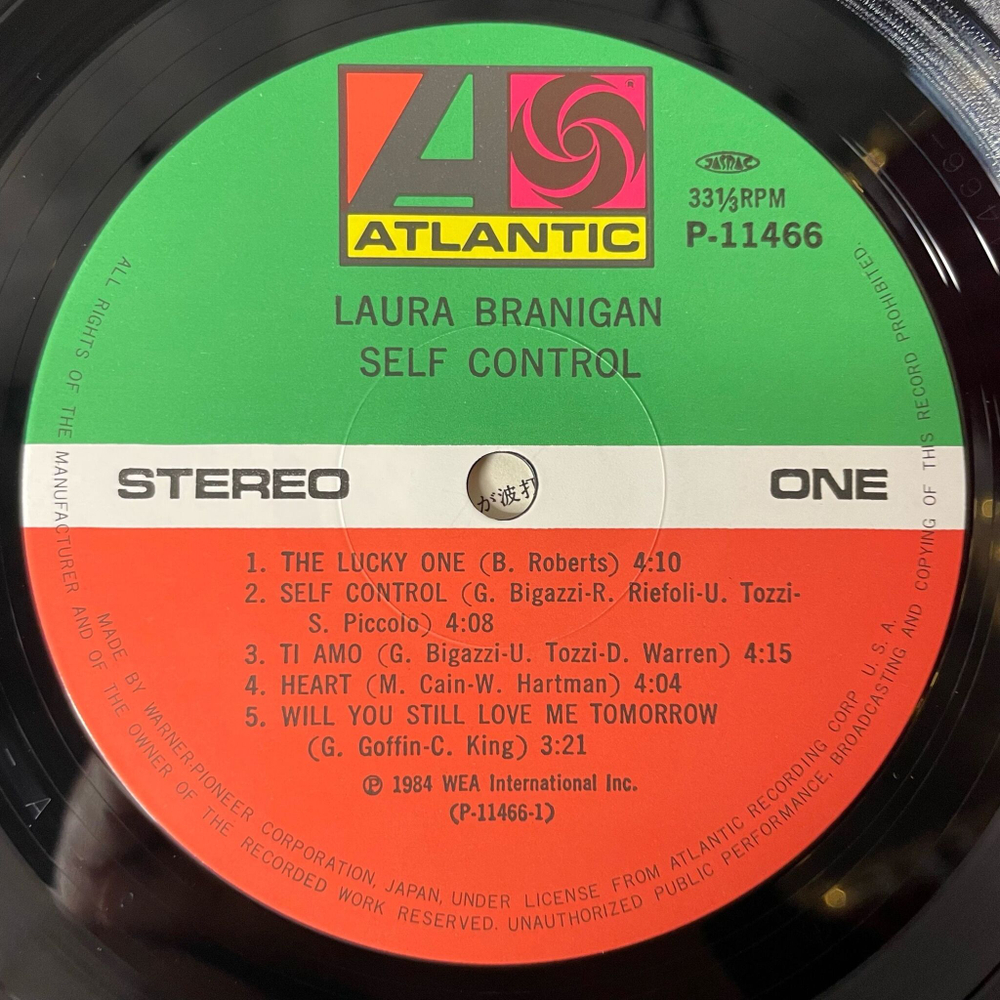 ATLANTIC
®
JASRAC
33⅓RPM
P-11466
LAURA BRANIGAN
SELF CONTROL
STEREO
ONE
が波打
1. THE LUCKY ONE (B. Roberts) 4:10
2. SELF CONTROL (G. Bigazzi-R. Riefoli-U. Tozzi-
S. Piccolo) 4:08
3. TI AMO (G. Bigazzi-U. Tozzi-D. Warren) 4:15
4. HEART (M. Cain-W. Hartman) 4:04
5. WILL YOU STILL LOVE ME TOMORROW
(G. Goffin-C. King) 3:21
℗ 1984 WEA International Inc.
(P-11466-1)
MADE BY WARNER-PIONEER CORPORATION, JAPAN, UNDER LICENSE FROM ATLANTIC RECORDING CORP. U. S. A.
ALL RIGHTS OF THE MANUFACTURER AND OF THE OWNER OF THE RECORDED WORK RESERVED. UNAUTHORIZED PUBLIC PERFORMANCE, BROADCASTING AND COPYING OF THIS RECORD PROHIBITED.
A